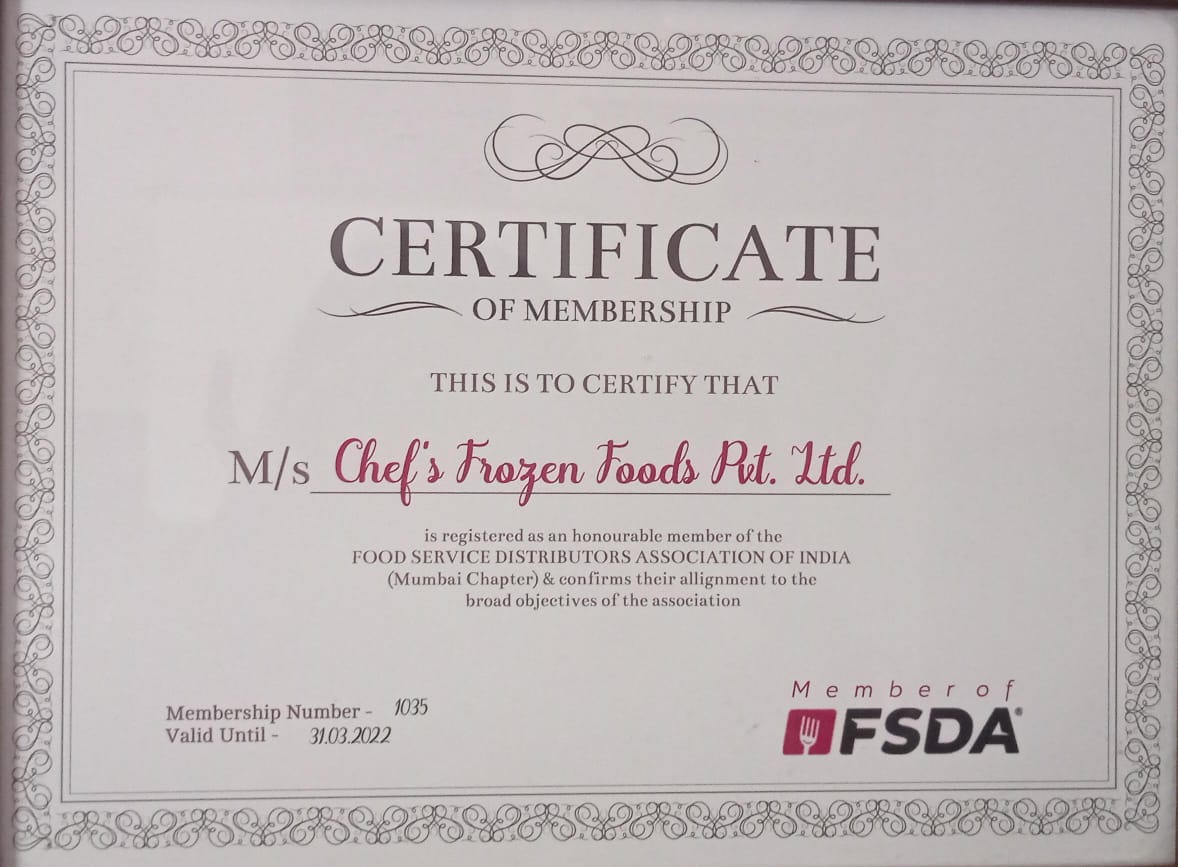 CERTIFICATE
OF MEMBERSHIP
THIS IS TO CERTIFY THAT
M/s Chef's Frozen Foods Pvt. Ltd.
is registered as an honourable member of the
FOOD SERVICE DISTRIBUTORS ASSOCIATION OF INDIA
(Mumbai Chapter) & confirms their allignment to the
broad objectives of the association
Membership Number - 1035
Valid Until - 31.03.2022
Member of
FSDA®